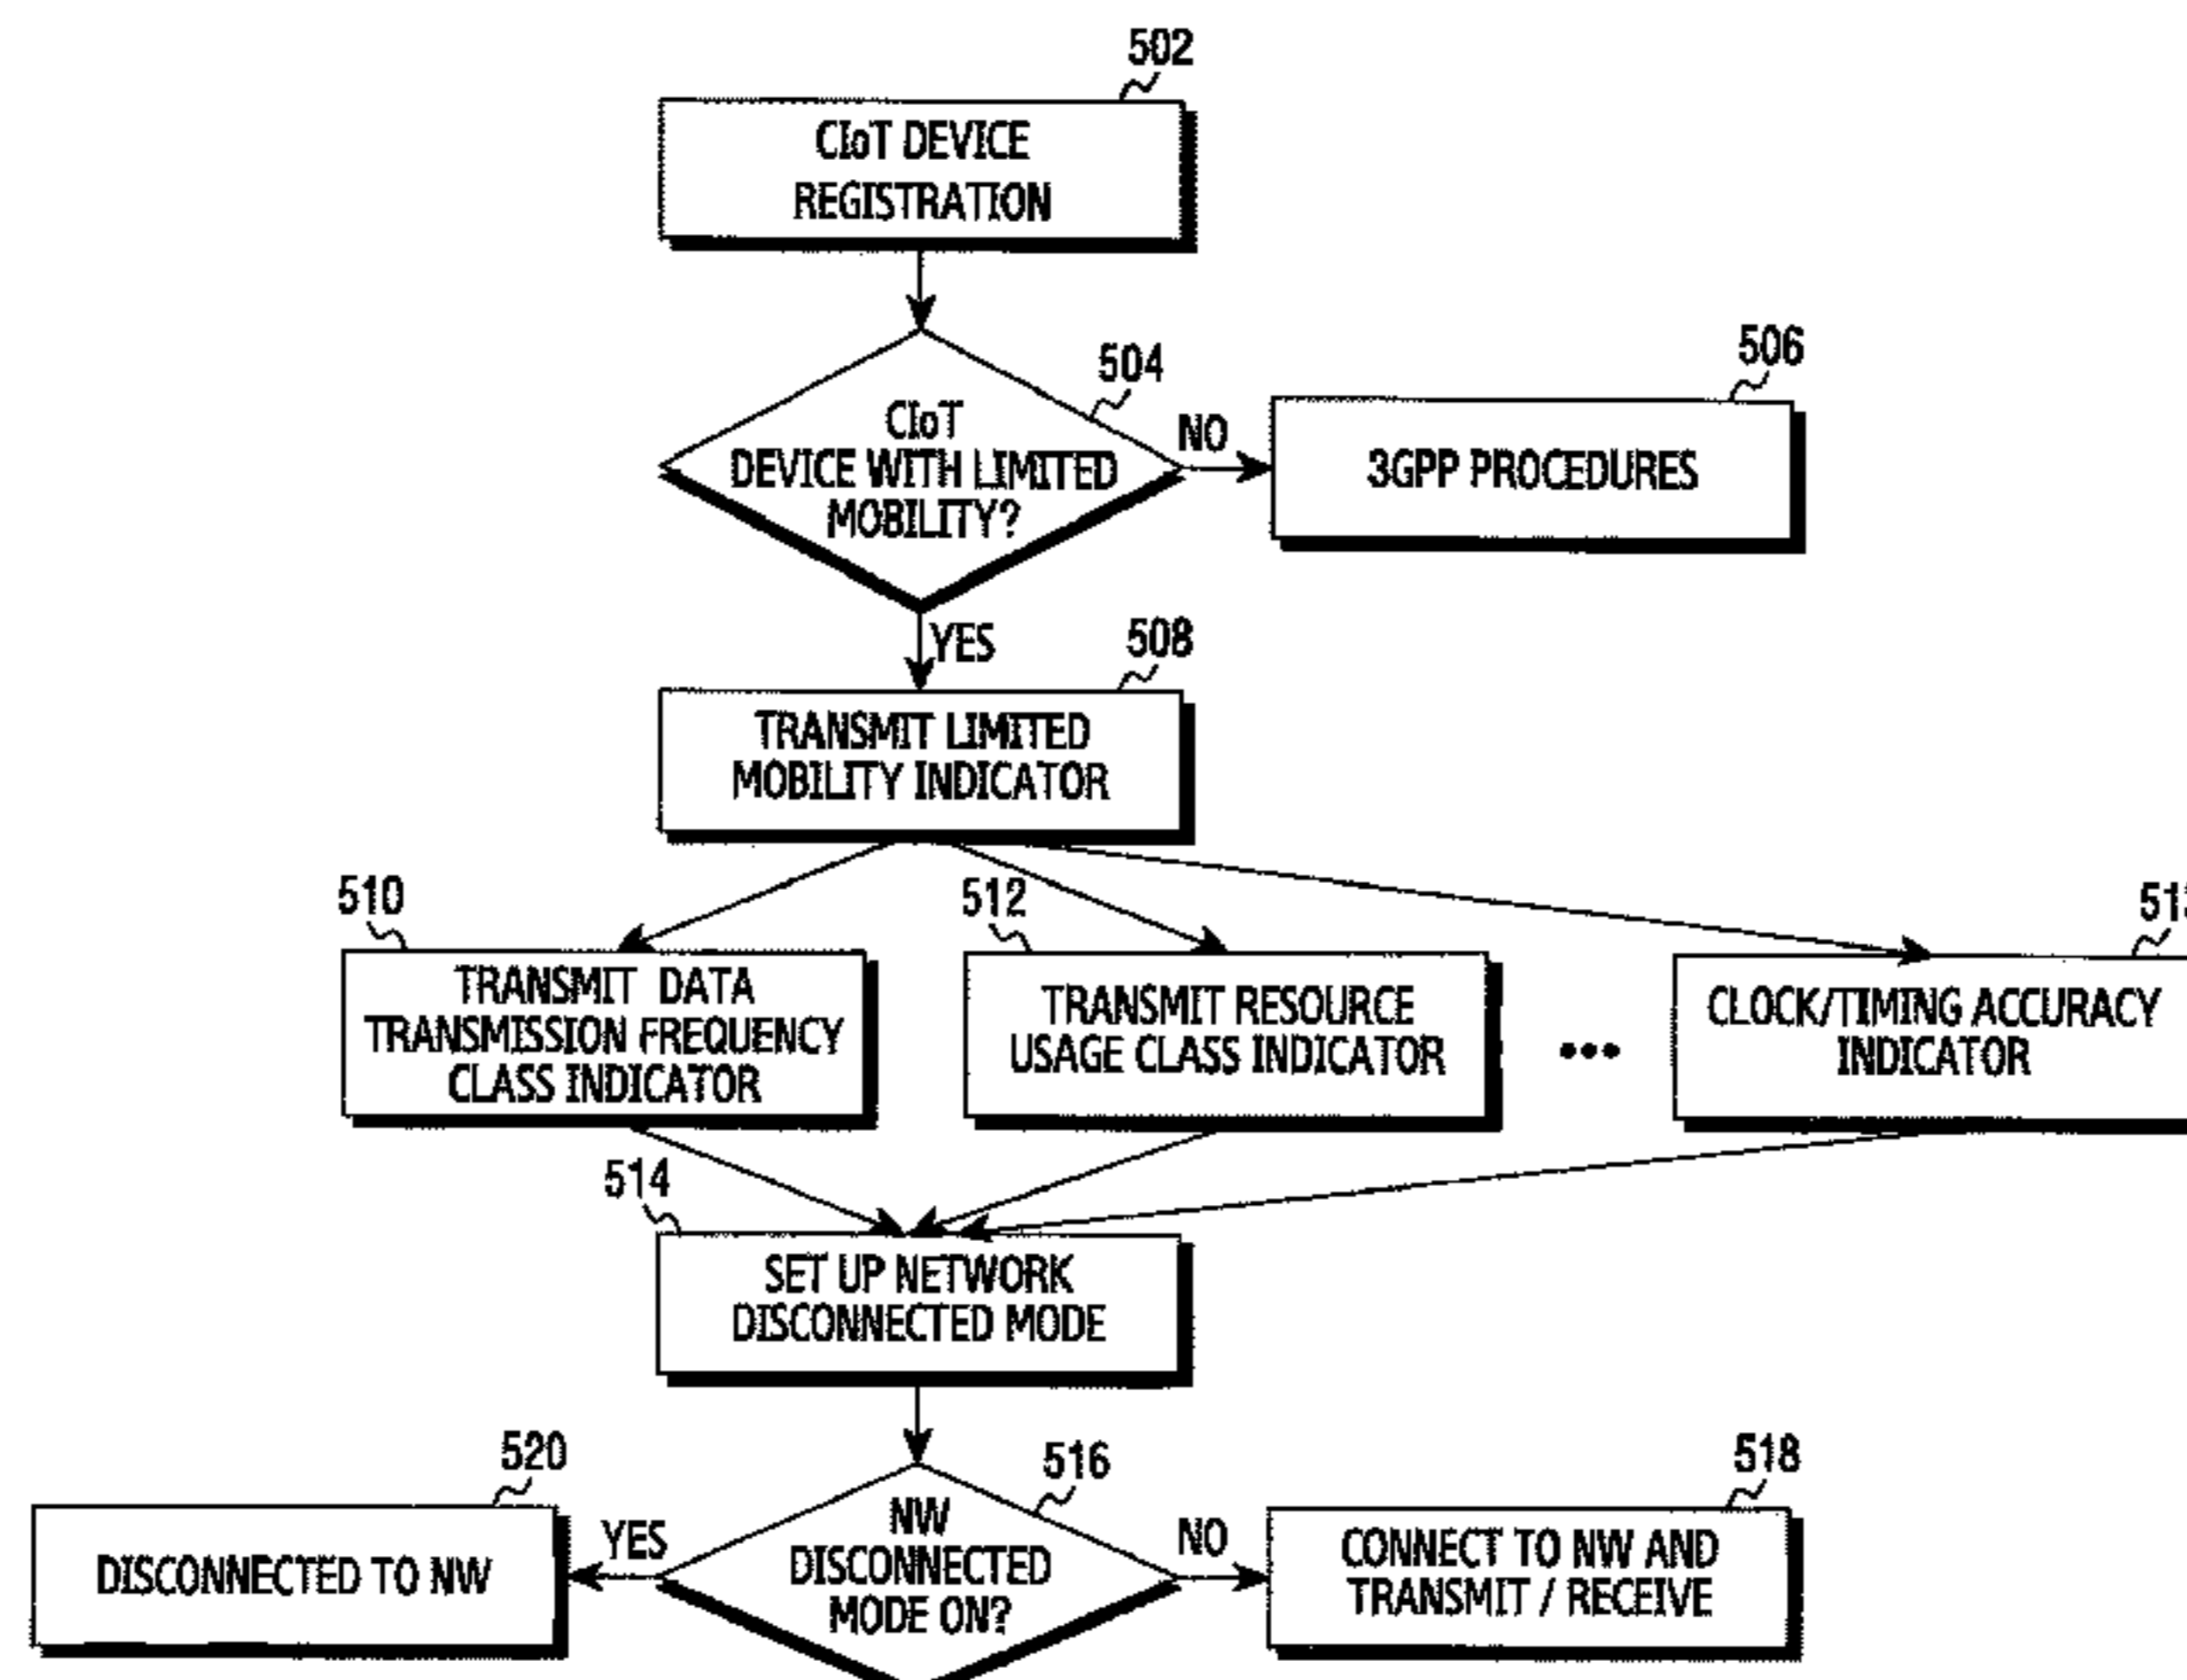 502
CIoT DEVICE
REGISTRATION
504
CIoT
DEVICE WITH LIMITED
MOBILITY?
NO
506
3GPP PROCEDURES
YES
508
TRANSMIT LIMITED
MOBILITY INDICATOR
510
TRANSMIT DATA
TRANSMISSION FREQUENCY
CLASS INDICATOR
512
TRANSMIT RESOURCE
USAGE CLASS INDICATOR
•••
CLOCK/TIMING ACCURACY
INDICATOR
514
SET UP NETWORK
DISCONNECTED MODE
516
NW
DISCONNECTED
MODE ON?
YES
520
DISCONNECTED TO NW
NO
518
CONNECT TO NW AND
TRANSMIT / RECEIVE